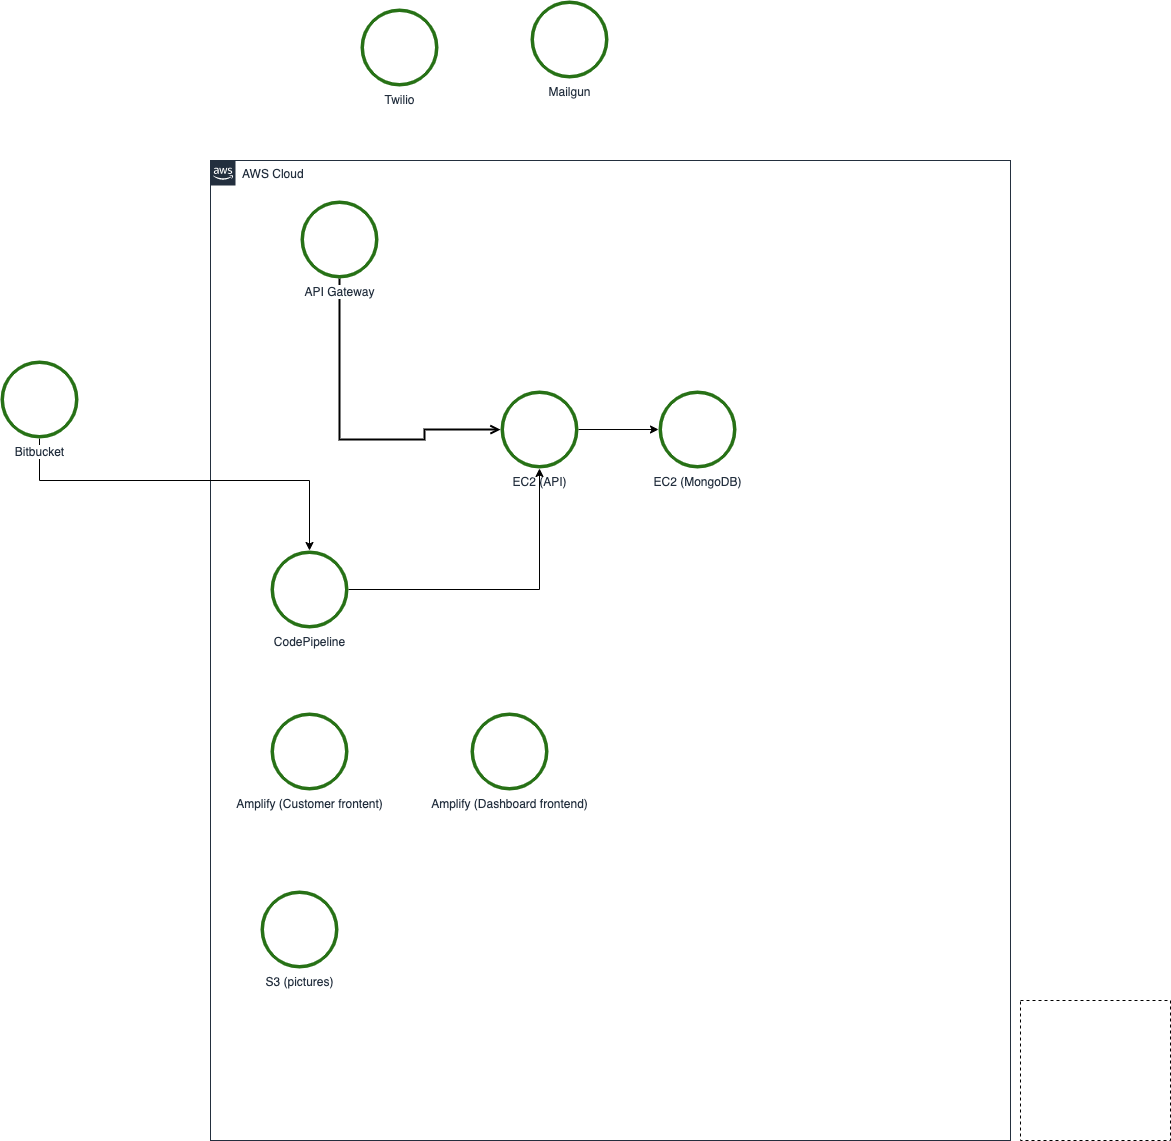 Twilio
Mailgun
aws
AWS Cloud
API Gateway
Bitbucket
EC2 (API)
EC2 (MongoDB)
CodePipeline
Amplify (Customer frontent)
Amplify (Dashboard frontend)
S3 (pictures)